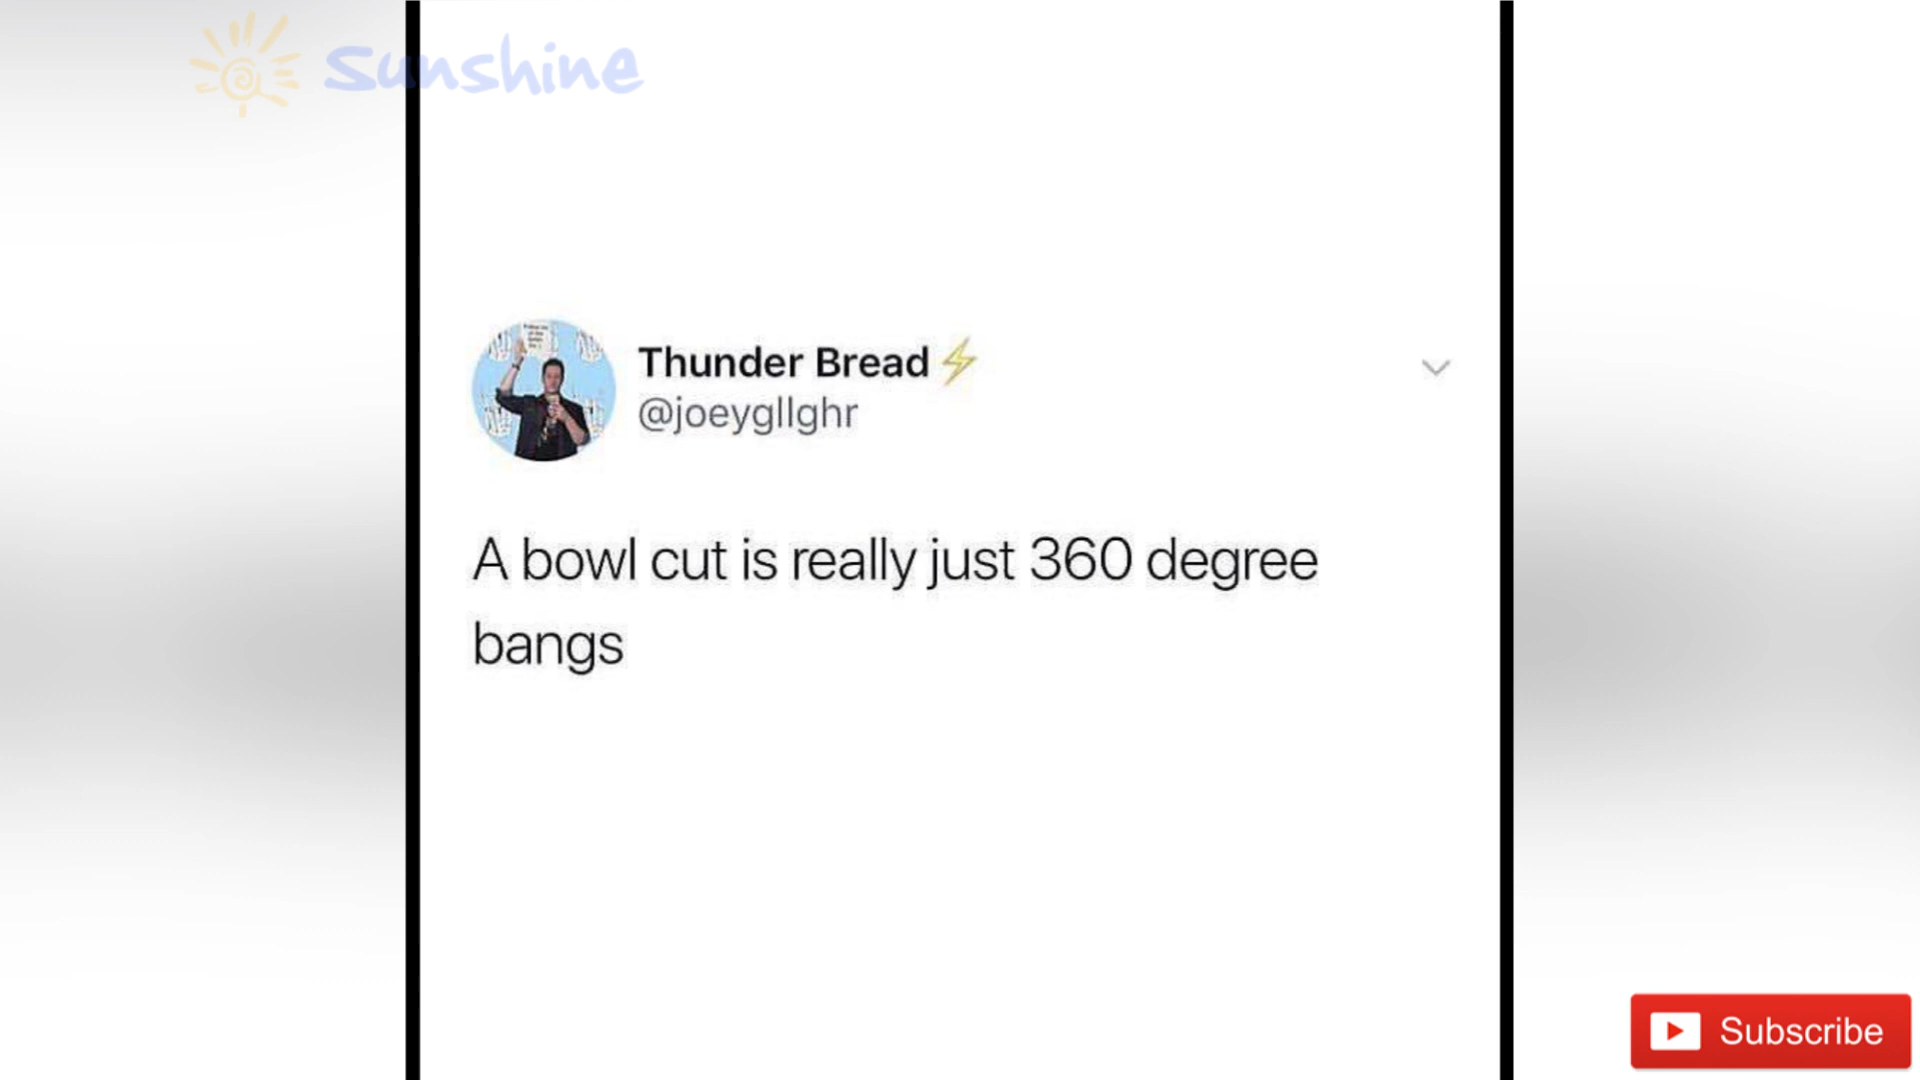 Sunshine
Thunder Bread⚡
@joeygllghr
A bowl cut is really just 360 degree
bangs
Subscribe